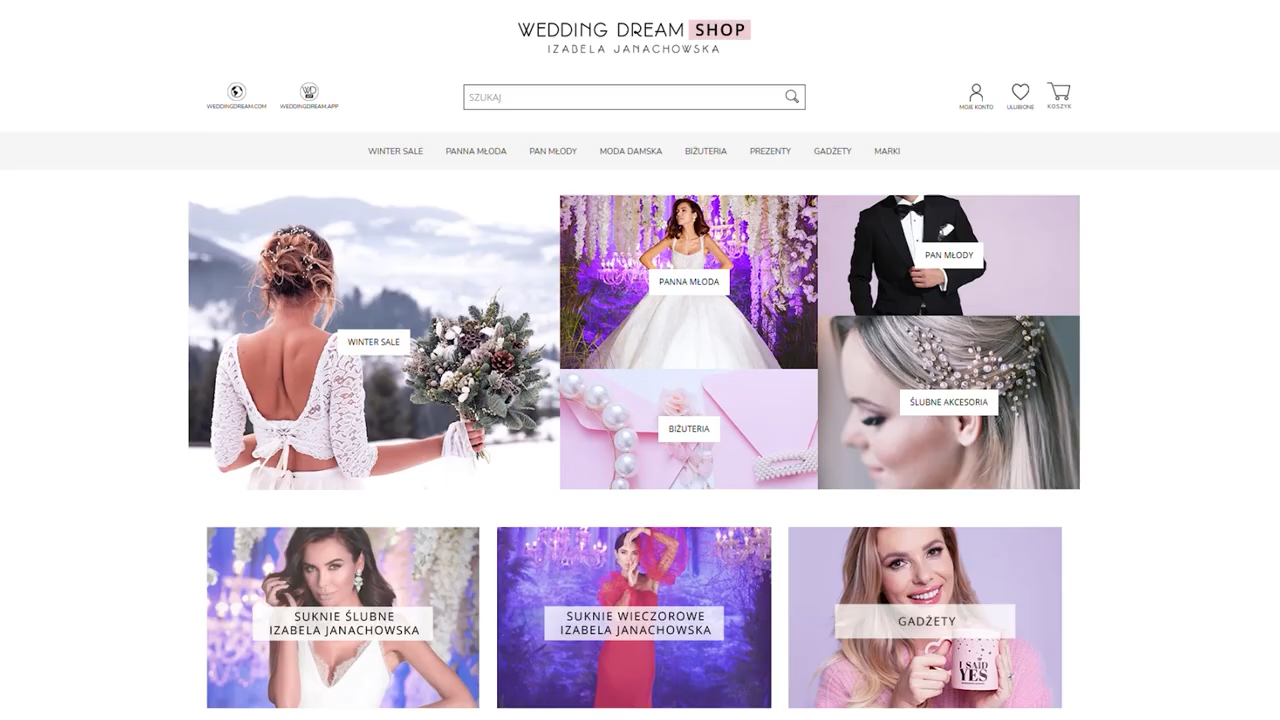 WEDDING DREAM SHOP
IZABELA JANACHOWSKA
WEDDINGDREAM.COM
WEDDINGDREAM.APP
SZUKAJ
MOJE KONTO
ULUBIONE
KOSZYK
WINTER SALE
PANNA MŁODA
PAN MŁODY
MODA DAMSKA
BIŻUTERIA
PREZENTY
GADŻETY
MARKI
WINTER SALE
PANNA MŁODA
PAN MŁODY
BIŻUTERIA
ŚLUBNE AKCESORIA
SUKNIE ŚLUBNE
IZABELA JANACHOWSKA
SUKNIE WIECZOROWE
IZABELA JANACHOWSKA
GADŻETY
I SAID
YES